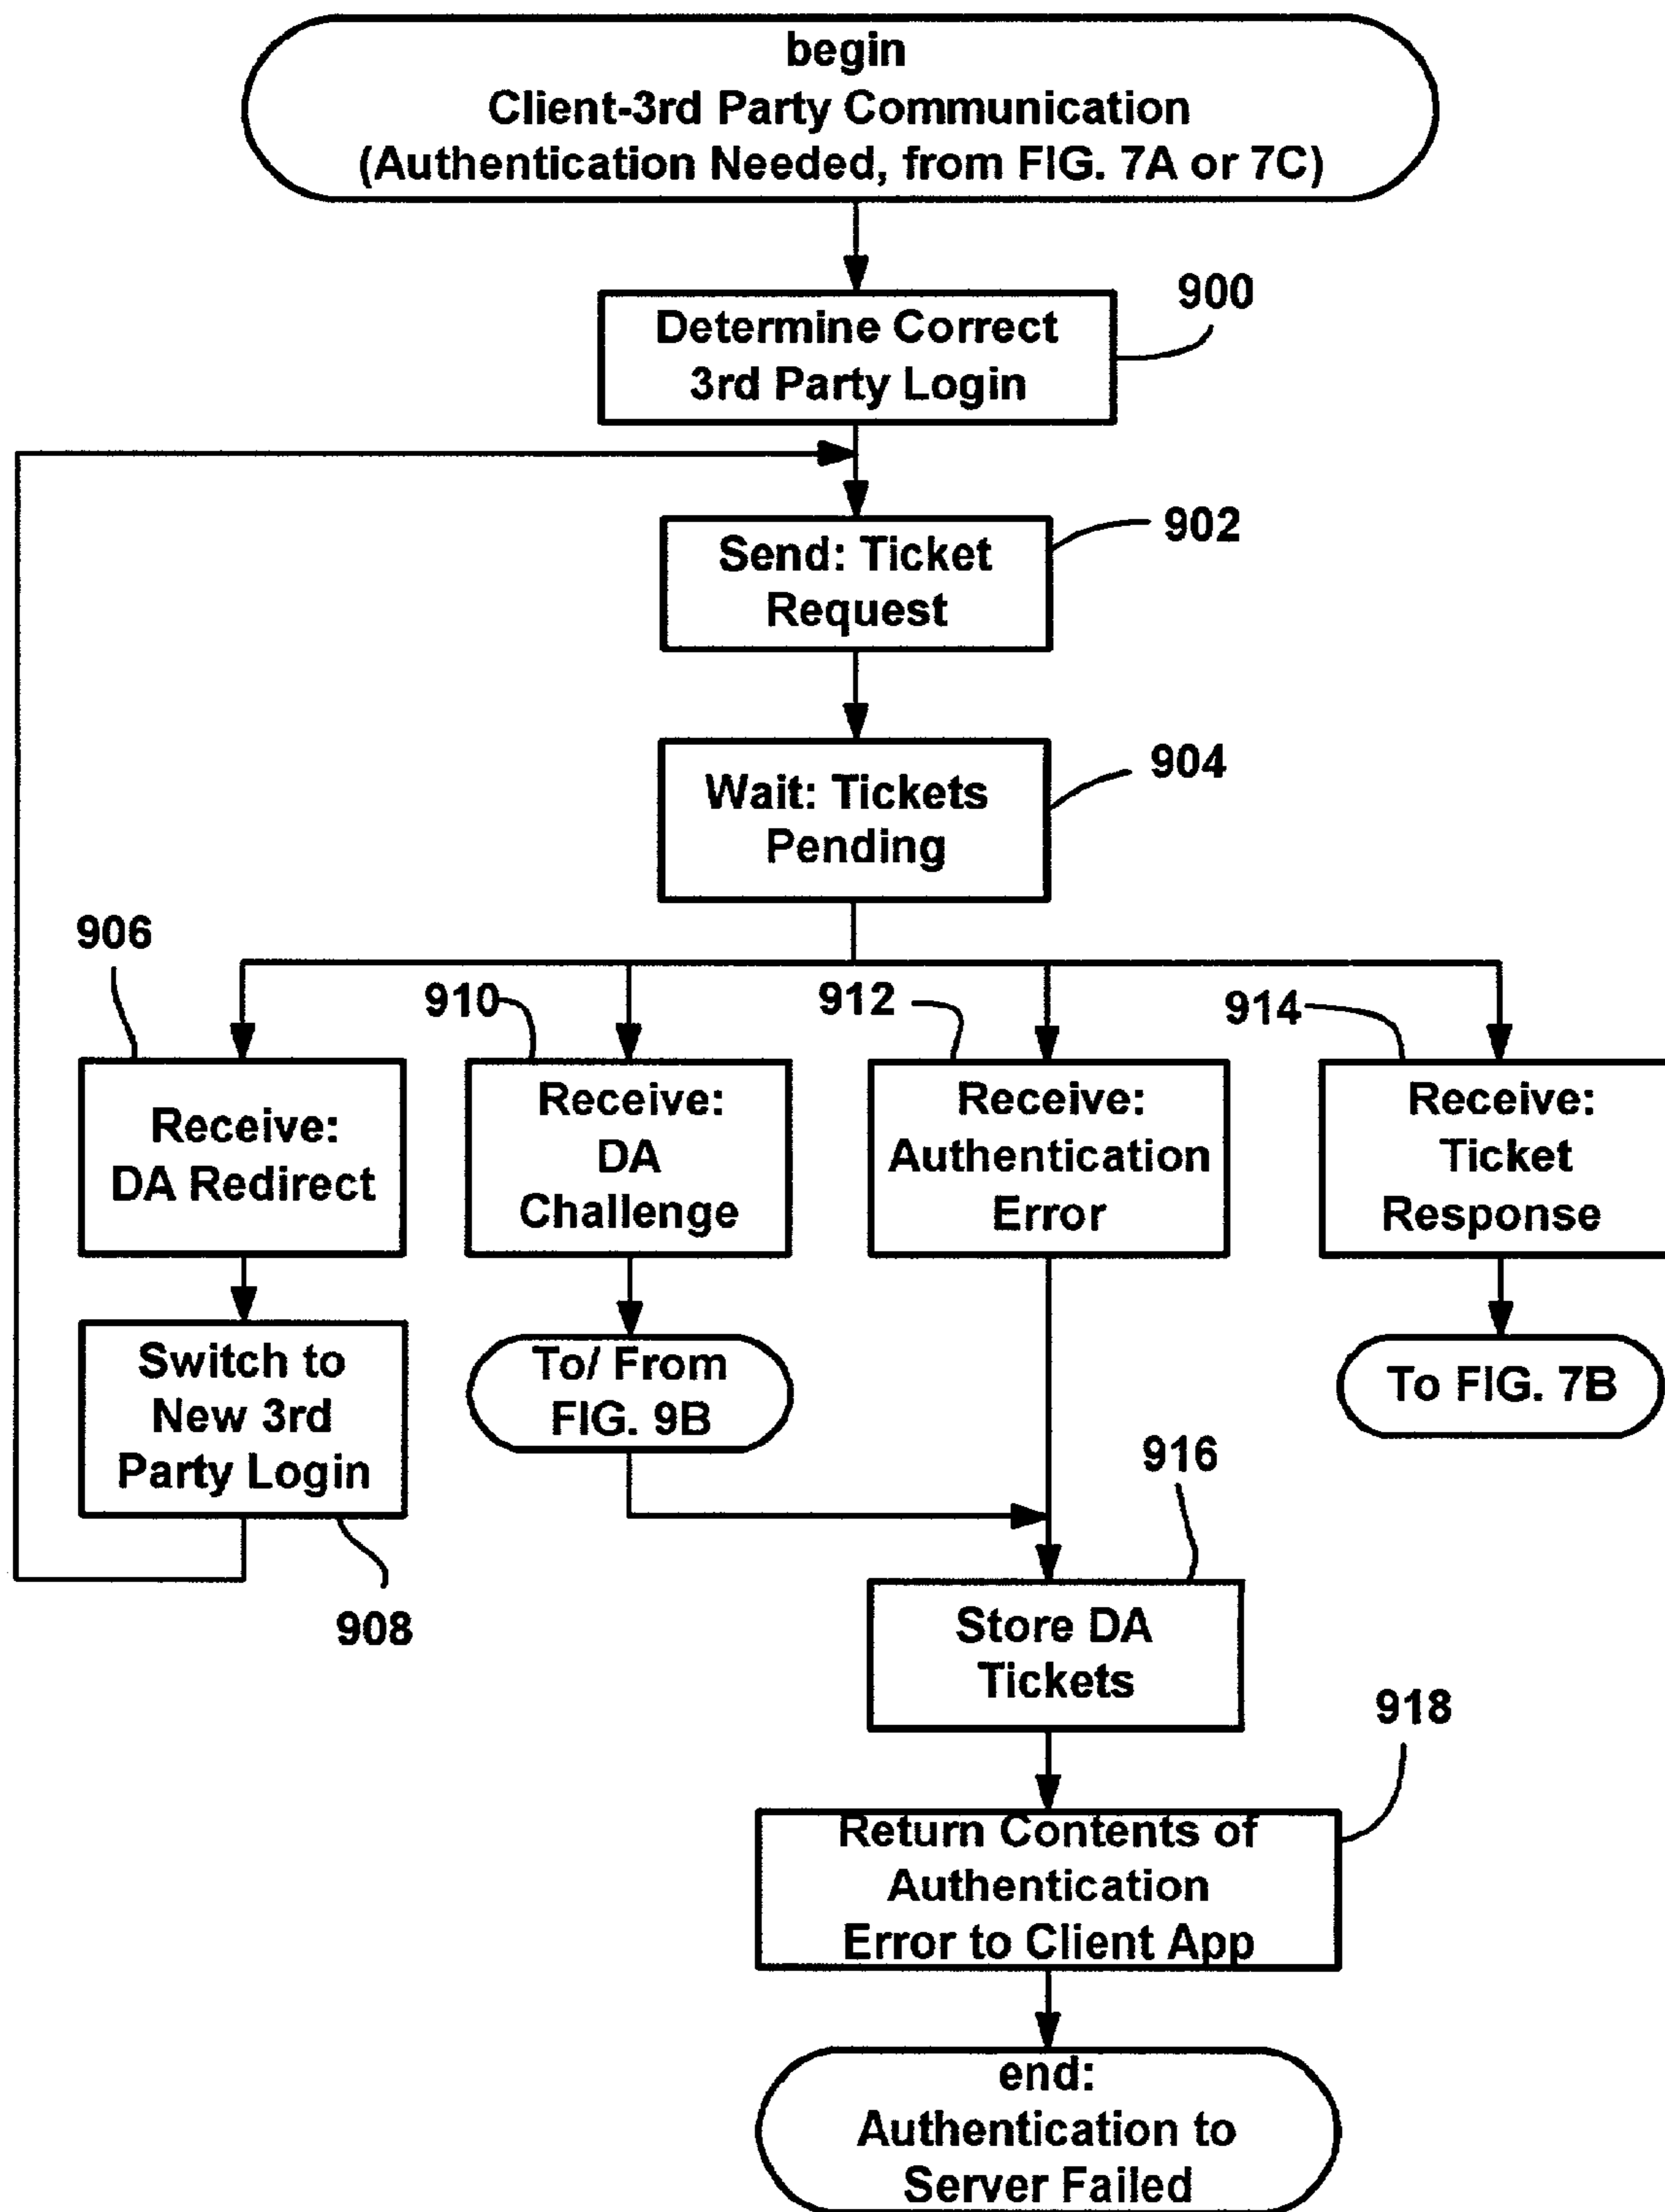 begin
Client-3rd Party Communication
(Authentication Needed, from FIG. 7A or 7C)
900
Determine Correct
3rd Party Login
902
Send: Ticket
Request
904
Wait: Tickets
Pending
906
910
912
914
Receive:
DA Redirect
Receive:
DA
Challenge
Receive:
Authentication
Error
Receive:
Ticket
Response
Switch to
New 3rd
Party Login
To/ From
FIG. 9B
To FIG. 7B
908
916
Store DA
Tickets
918
Return Contents of
Authentication
Error to Client App
end:
Authentication to
Server Failed